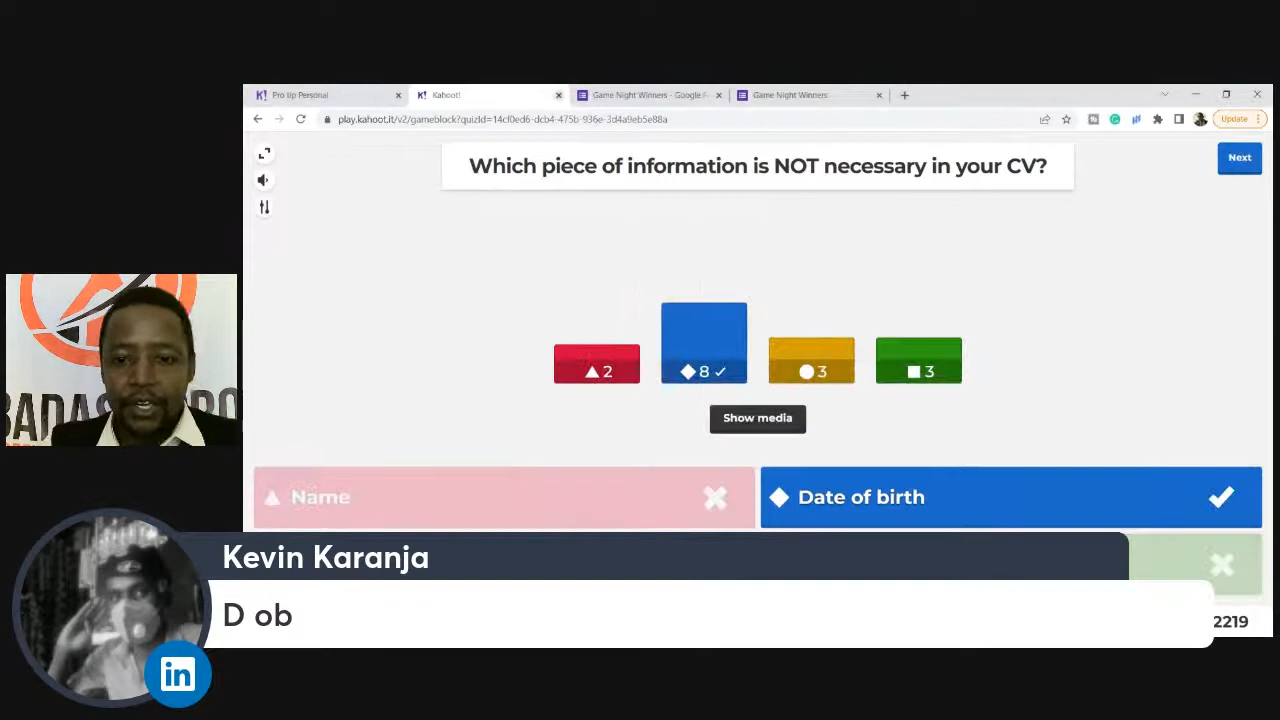 Pro tip Personal
Kahoot!
Game Night Winners - Google F
Game Night Winners
play.kahoot.it/v2/gameblock?quizId=14cf0ed6-dcb4-475b-936e-3d4a9eb5e88a
Update
Which piece of information is NOT necessary in your CV?
Next
2
8
3
3
Show media
Name
Date of birth
BADAS
Kevin Karanja
D ob
2219
in